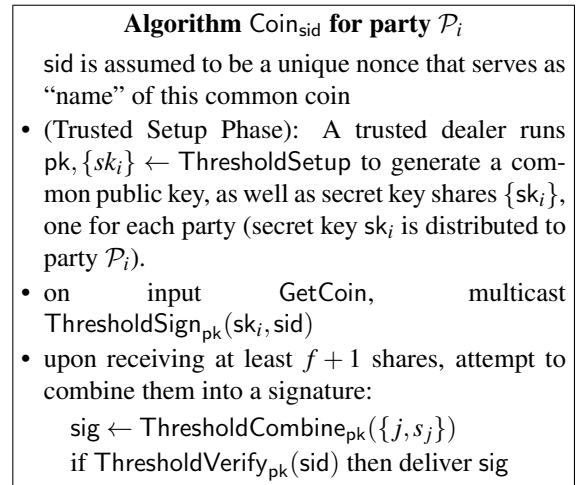 Algorithm Coin_sid for party 𝒫_i
sid is assumed to be a unique nonce that serves as
“name” of this common coin
• (Trusted Setup Phase): A trusted dealer runs
pk, {sk_i} ← ThresholdSetup to generate a com-
mon public key, as well as secret key shares {sk_i},
one for each party (secret key sk_i is distributed to
party 𝒫_i).
• on input GetCoin, multicast
ThresholdSign_pk(sk_i, sid)
• upon receiving at least f + 1 shares, attempt to
combine them into a signature:
sig ← ThresholdCombine_pk({j, s_j})
if ThresholdVerify_pk(sid) then deliver sig